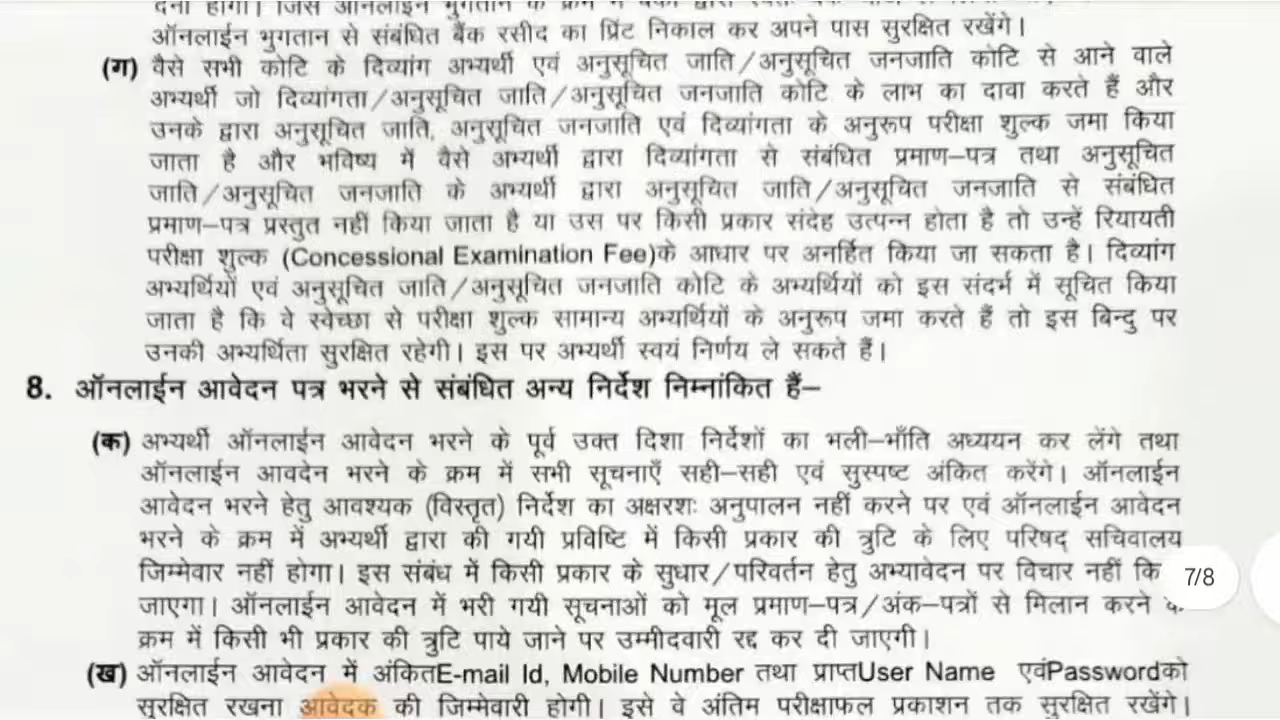 ऑनलाईन भुगतान से संबंधित बैंक रसीद का प्रिंट निकाल कर अपने पास सुरक्षित रखेंगे।
(ग) वैसे सभी कोटि के दिव्यांग अभ्यर्थी एवं अनुसूचित जाति/अनुसूचित जनजाति कोटि से आने वाले
अभ्यर्थी जो दिव्यांगता/अनुसूचित जाति/अनुसूचित जनजाति कोटि के लाभ का दावा करते हैं और
उनके द्वारा अनुसूचित जाति, अनुसूचित जनजाति एवं दिव्यांगता के अनुरूप परीक्षा शुल्क जमा किया
जाता है और भविष्य में वैसे अभ्यर्थी द्वारा दिव्यांगता से संबंधित प्रमाण–पत्र तथा अनुसूचित
जाति/अनुसूचित जनजाति के अभ्यर्थी द्वारा अनुसूचित जाति/अनुसूचित जनजाति से संबंधित
प्रमाण–पत्र प्रस्तुत नहीं किया जाता है या उस पर किसी प्रकार संदेह उत्पन्न होता है तो उन्हें रियायती
परीक्षा शुल्क (Concessional Examination Fee)के आधार पर अनर्हित किया जा सकता है। दिव्यांग
अभ्यर्थियों एवं अनुसूचित जाति/अनुसूचित जनजाति कोटि के अभ्यर्थियों को इस संदर्भ में सूचित किया
जाता है कि वे स्वेच्छा से परीक्षा शुल्क सामान्य अभ्यर्थियों के अनुरूप जमा करते हैं तो इस बिन्दु पर
उनकी अभ्यर्थिता सुरक्षित रहेगी। इस पर अभ्यर्थी स्वयं निर्णय ले सकते हैं।
8. ऑनलाईन आवेदन पत्र भरने से संबंधित अन्य निर्देश निम्नांकित हैं–
(क) अभ्यर्थी ऑनलाईन आवेदन भरने के पूर्व उक्त दिशा निर्देशों का भली–भाँति अध्ययन कर लेंगे तथा
ऑनलाईन आवदेन भरने के क्रम में सभी सूचनाएँ सही–सही एवं सुस्पष्ट अंकित करेंगे। ऑनलाईन
आवेदन भरने हेतु आवश्यक (विस्तृत) निर्देश का अक्षरशः अनुपालन नहीं करने पर एवं ऑनलाईन आवेदन
भरने के क्रम में अभ्यर्थी द्वारा की गयी प्रविष्टि में किसी प्रकार की त्रुटि के लिए परिषद् सचिवालय
जिम्मेवार नहीं होगा। इस संबंध में किसी प्रकार के सुधार/परिवर्तन हेतु अभ्यावेदन पर विचार नहीं 7/8
जाएगा। ऑनलाईन आवेदन में भरी गयी सूचनाओं को मूल प्रमाण–पत्र/अंक–पत्रों से मिलान करने
क्रम में किसी भी प्रकार की त्रुटि पाये जाने पर उम्मीदवारी रद्द कर दी जाएगी।
(ख) ऑनलाईन आवेदन में अंकितE-mail Id, Mobile Number तथा प्राप्तUser Name एवंPasswordको
सुरक्षित रखना आवेदक की जिम्मेवारी होगी। इसे वे अंतिम परीक्षाफल प्रकाशन तक सुरक्षित रखेंगे।